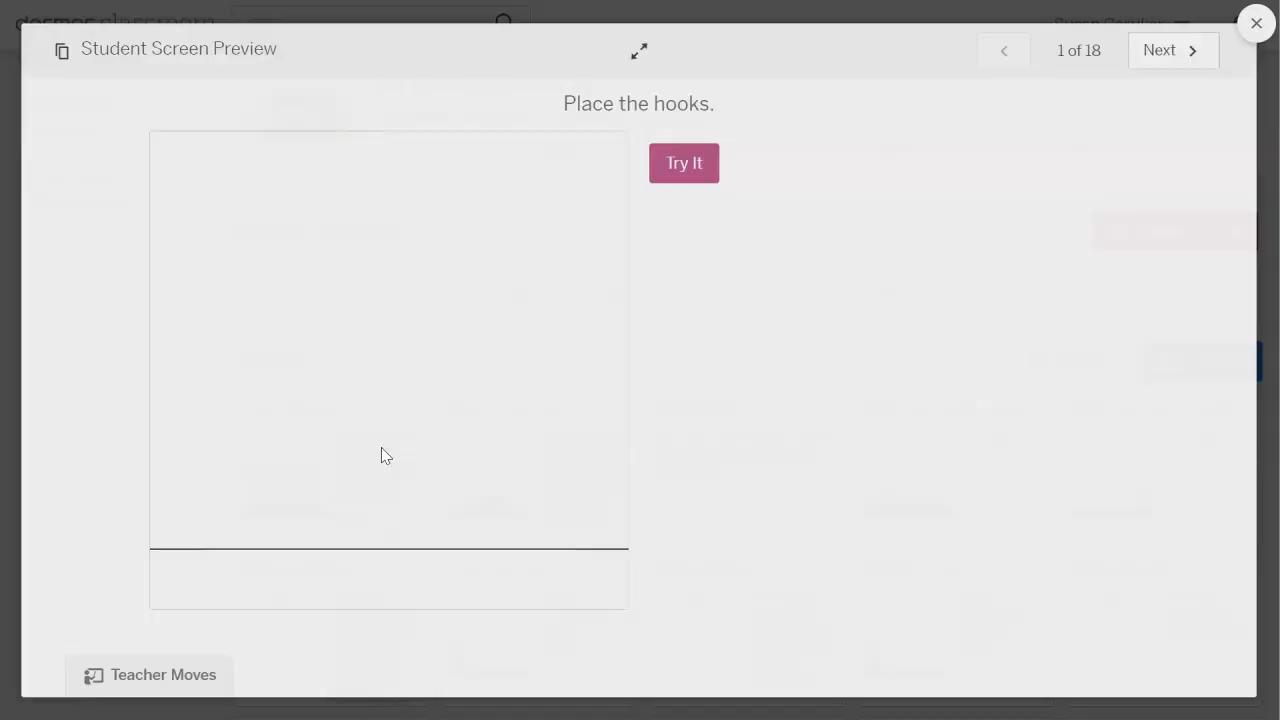 Student Screen Preview
1 of 18
Next
Place the hooks.
Try It
Teacher Moves